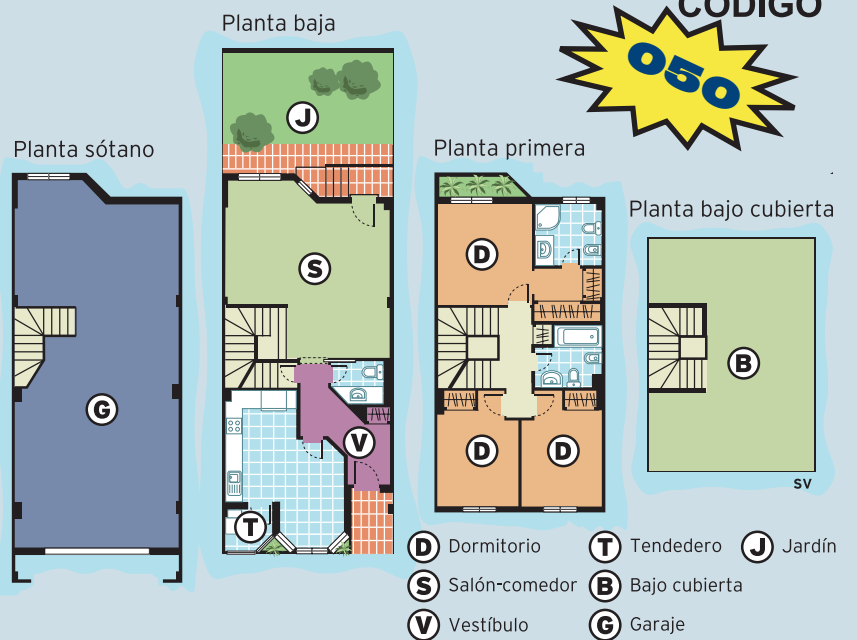 CÓDIGO
050
Planta baja
J
Planta sótano
G
S
V
T
Planta primera
D
D
D
Planta bajo cubierta
B
sv
D Dormitorio
T Tendedero
J Jardín
S Salón-comedor
B Bajo cubierta
V Vestíbulo
G Garaje